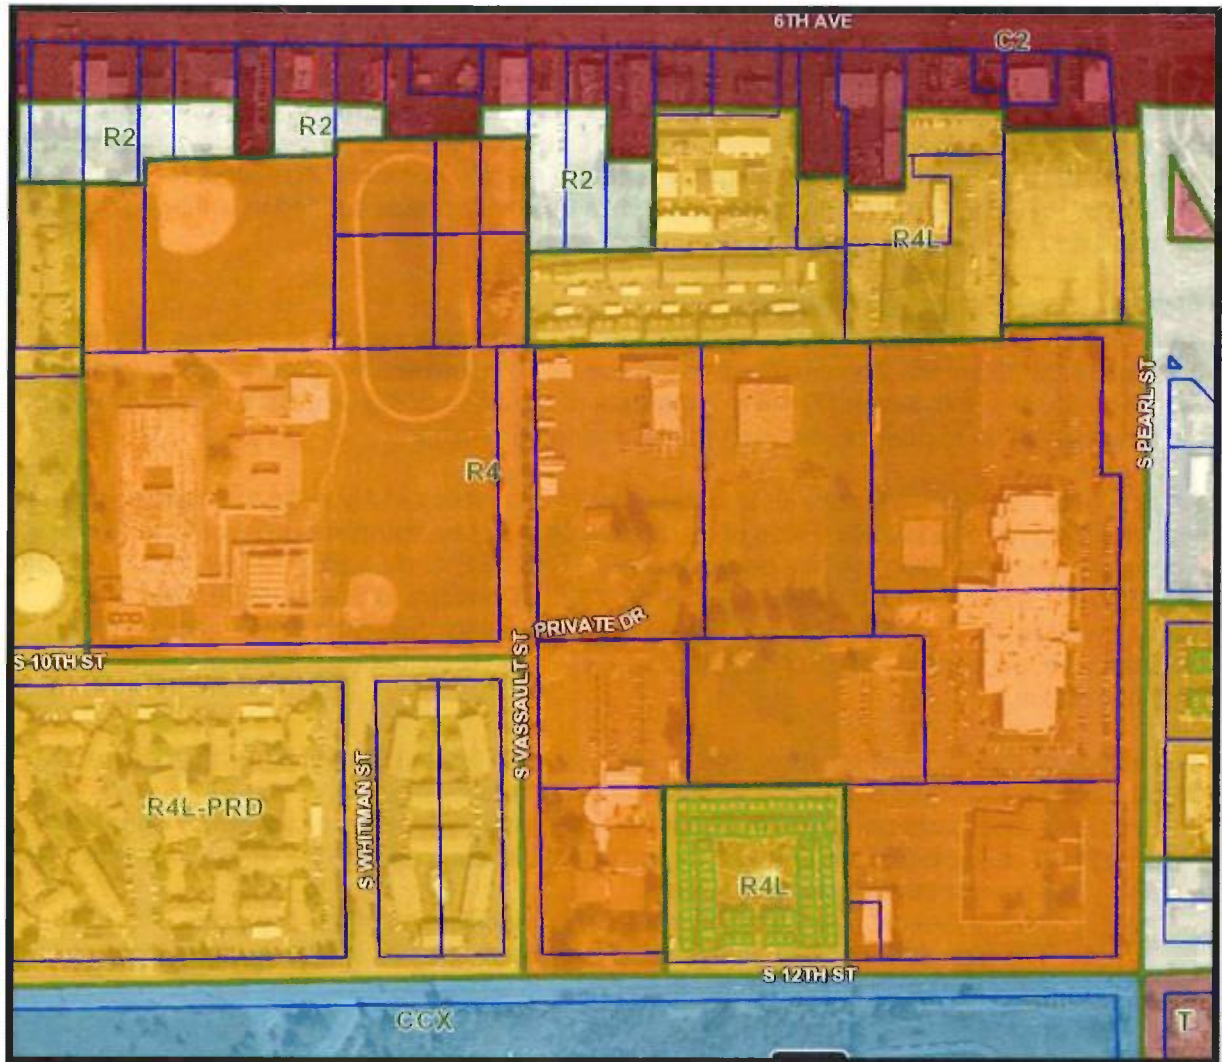 6TH AVE
C2
R2
R2
R2
R4L
S PEARL ST
R4
PRIVATE DR
S 10TH ST
S VASSAULT ST
S WHITMAN ST
R4L-PRD
R4L
S 12TH ST
CCX
T